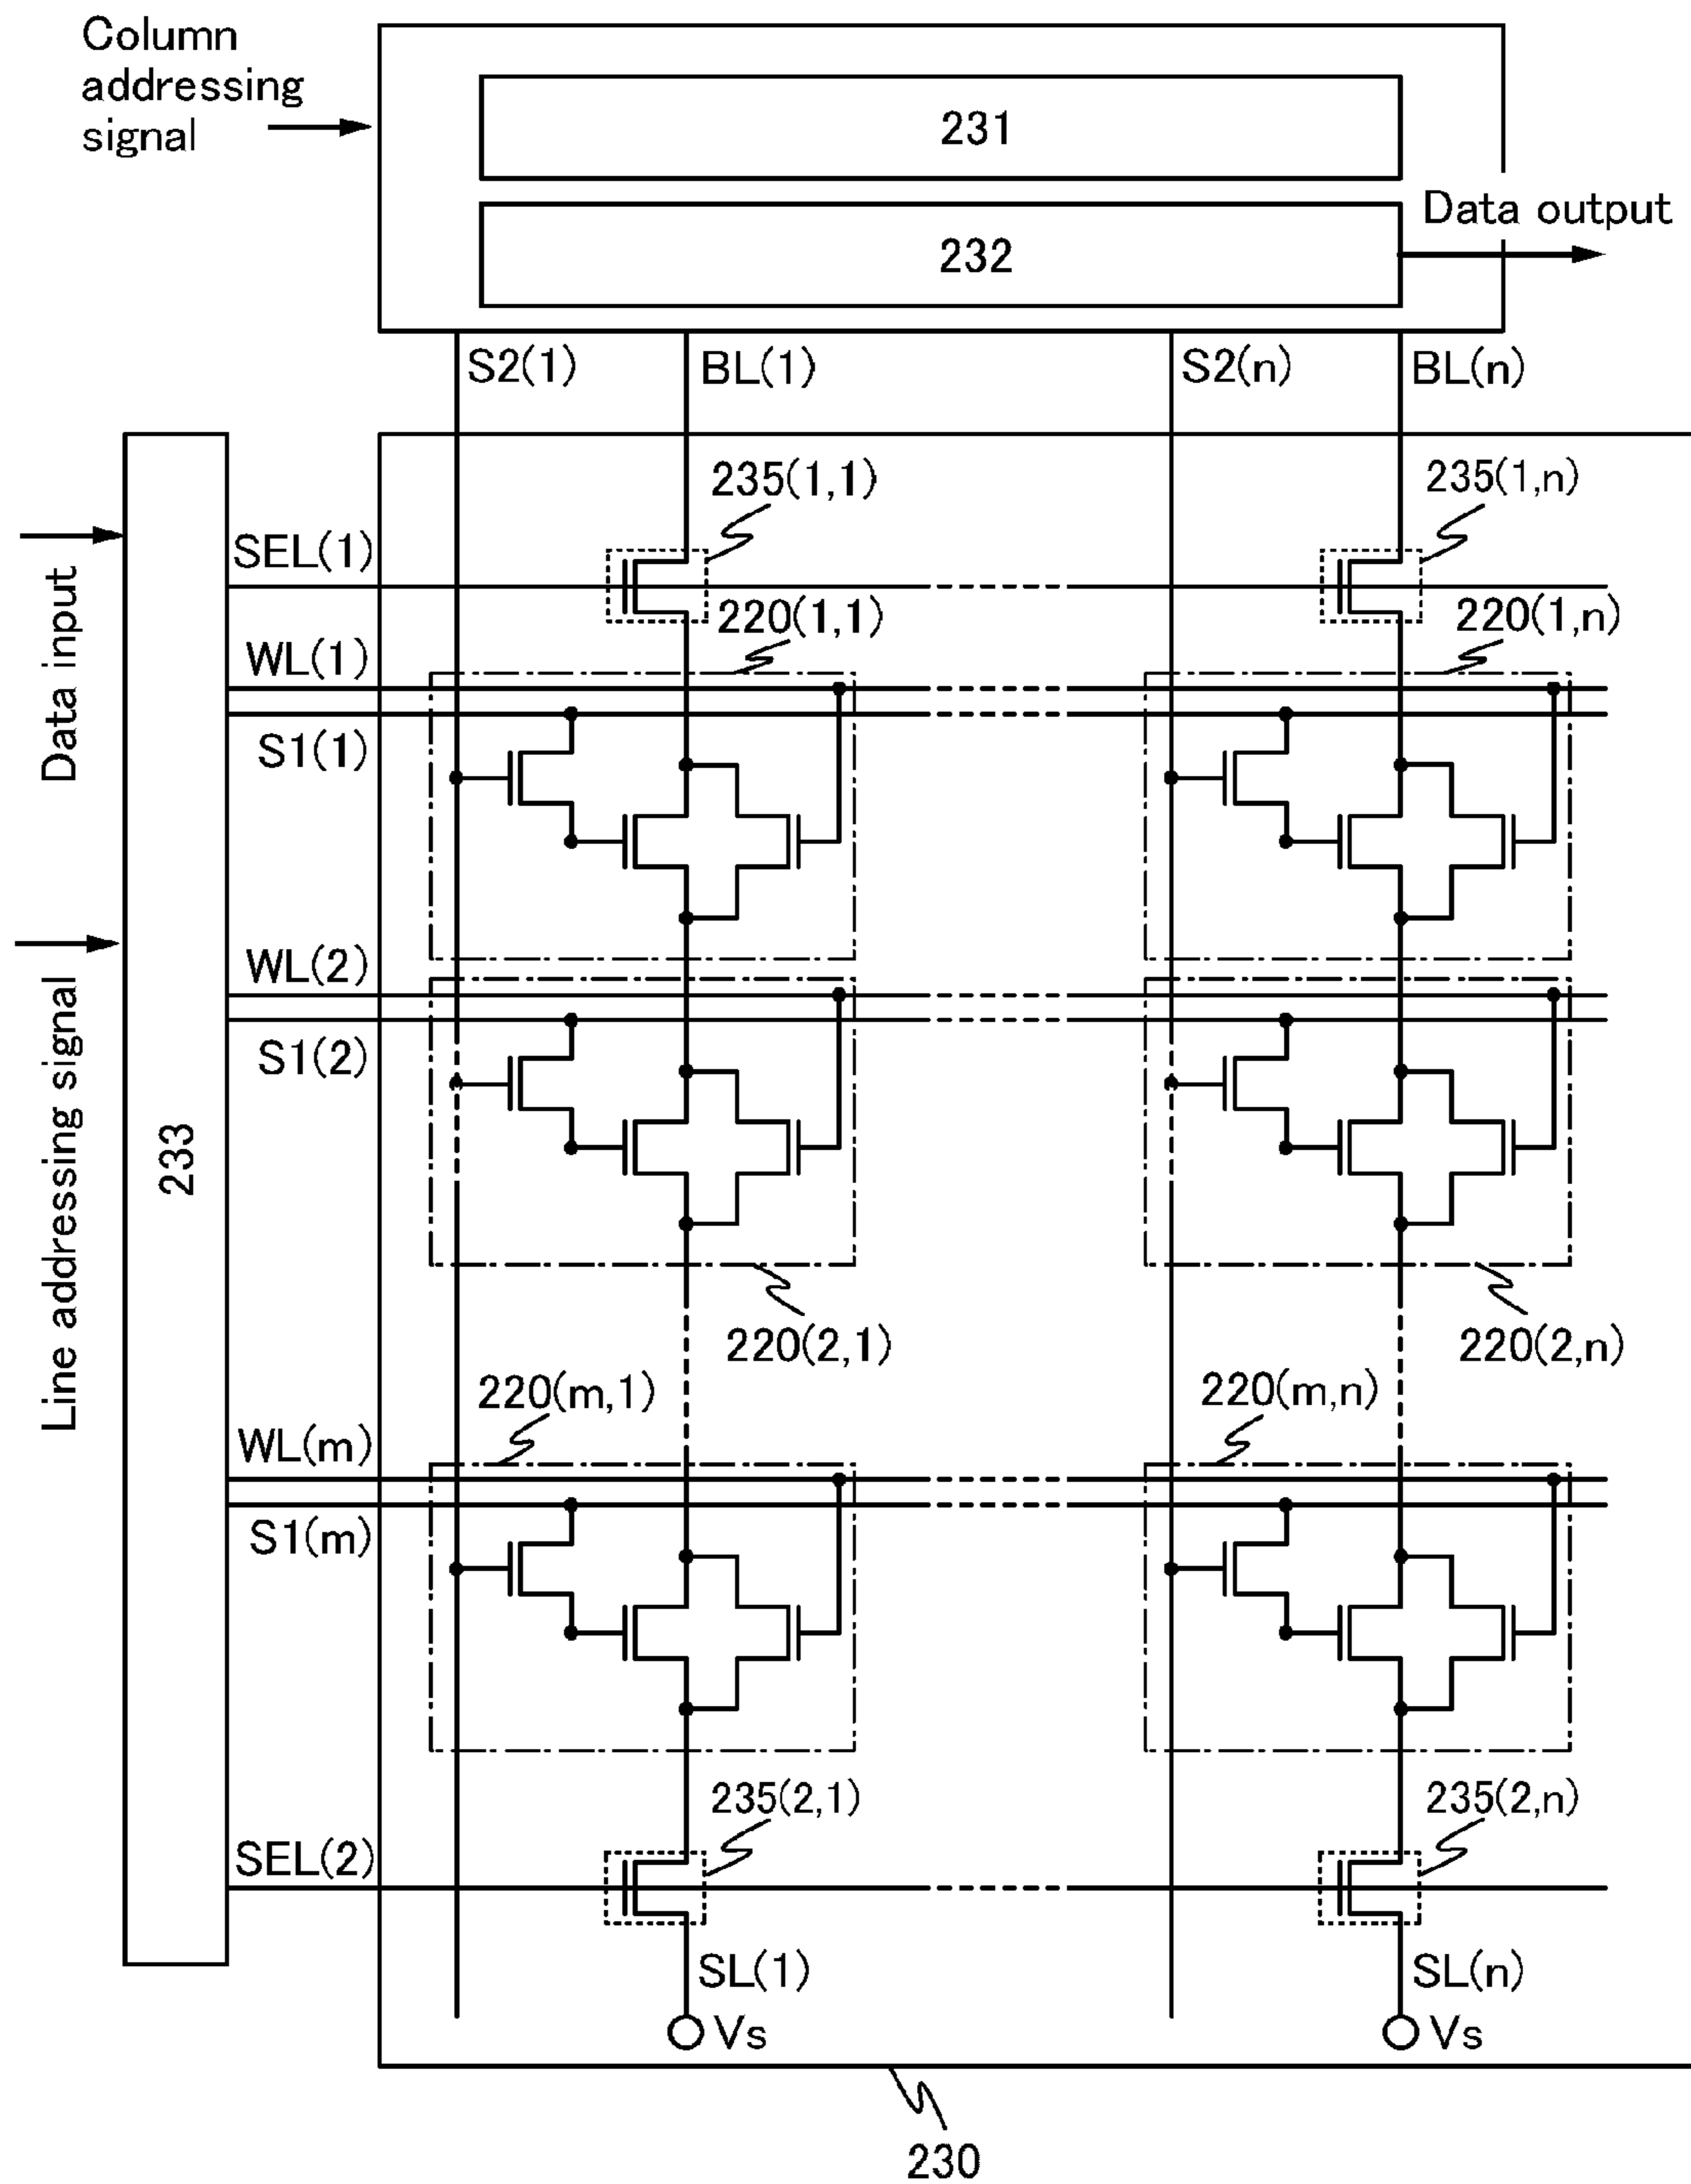 Column
addressing
signal
231
232
Data output
S2(1)
BL(1)
S2(n)
BL(n)
235(1,1)
235(1,n)
SEL(1)
220(1,1)
220(1,n)
WL(1)
S1(1)
Data input
WL(2)
S1(2)
Line addressing signal
233
220(2,1)
220(2,n)
220(m,1)
220(m,n)
WL(m)
S1(m)
235(2,1)
235(2,n)
SEL(2)
SL(1)
SL(n)
Vs
Vs
230